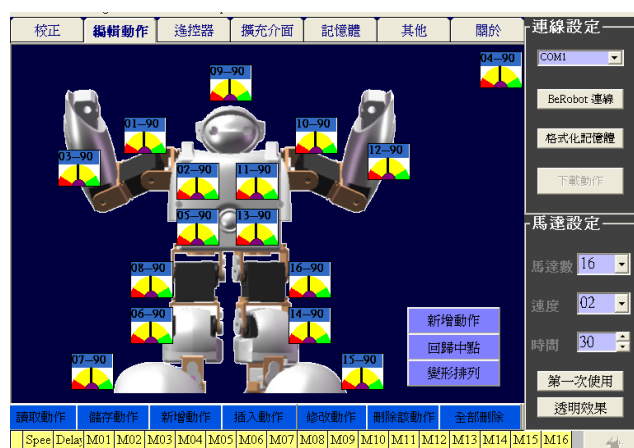 校正 編輯動作 遙控器 擴充介面 記憶體 其他 關於
連線設定
COM1
BeRobot 連線
格式化記憶體
下載動作
馬達設定
馬達數 16
速度 02
時間 30
第一次使用
透明效果
04--90
09--90
01--90
10--90
03--90
12--90
02--90
11--90
05--90
13--90
08--90
16--90
06--90
14--90
07--90
15--90
新增動作
回歸中點
變形排列
讀取動作 儲存動作 新增動作 插入動作 修改動作 刪除該動作 全部刪除
Spee Delay M01 M02 M03 M04 M05 M06 M07 M08 M09 M10 M11 M12 M13 M14 M15 M16